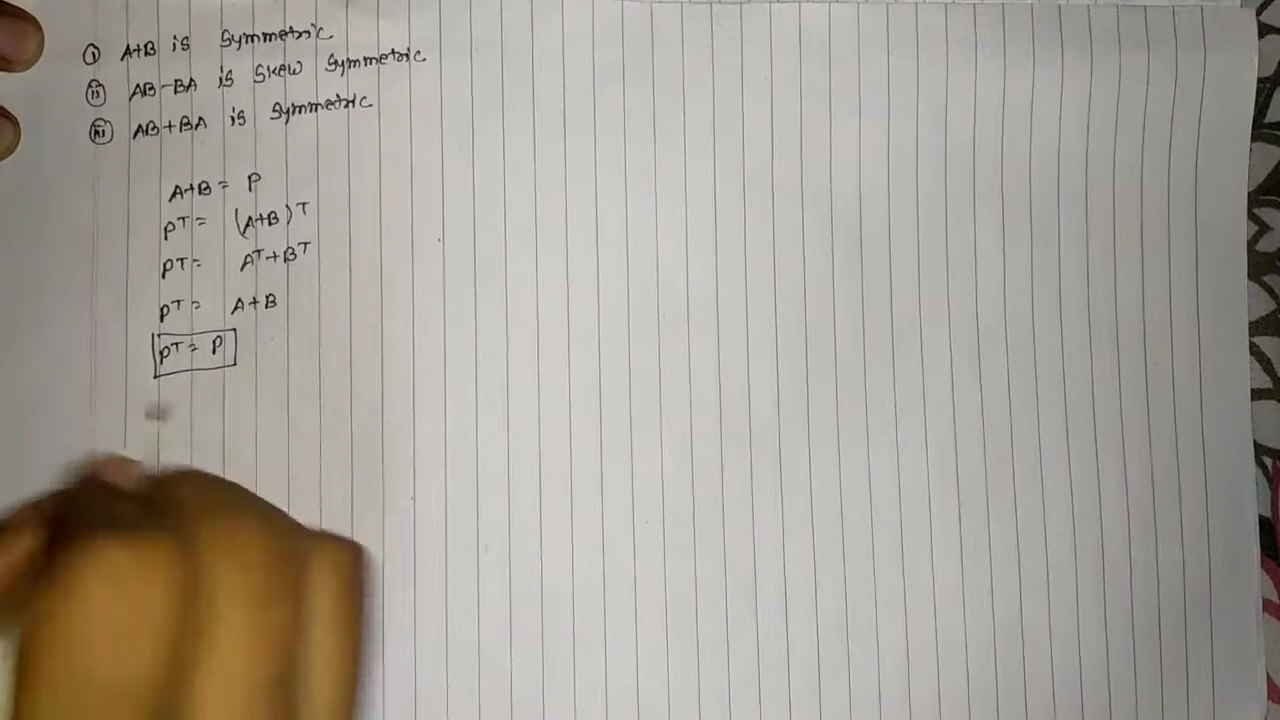 (i) A+B is Symmetric
(ii) AB-BA is Skew Symmetric
(iii) AB+BA is Symmetric
A+B = P
Pᵀ = (A+B)ᵀ
Pᵀ = Aᵀ+Bᵀ
Pᵀ = A+B
Pᵀ = P